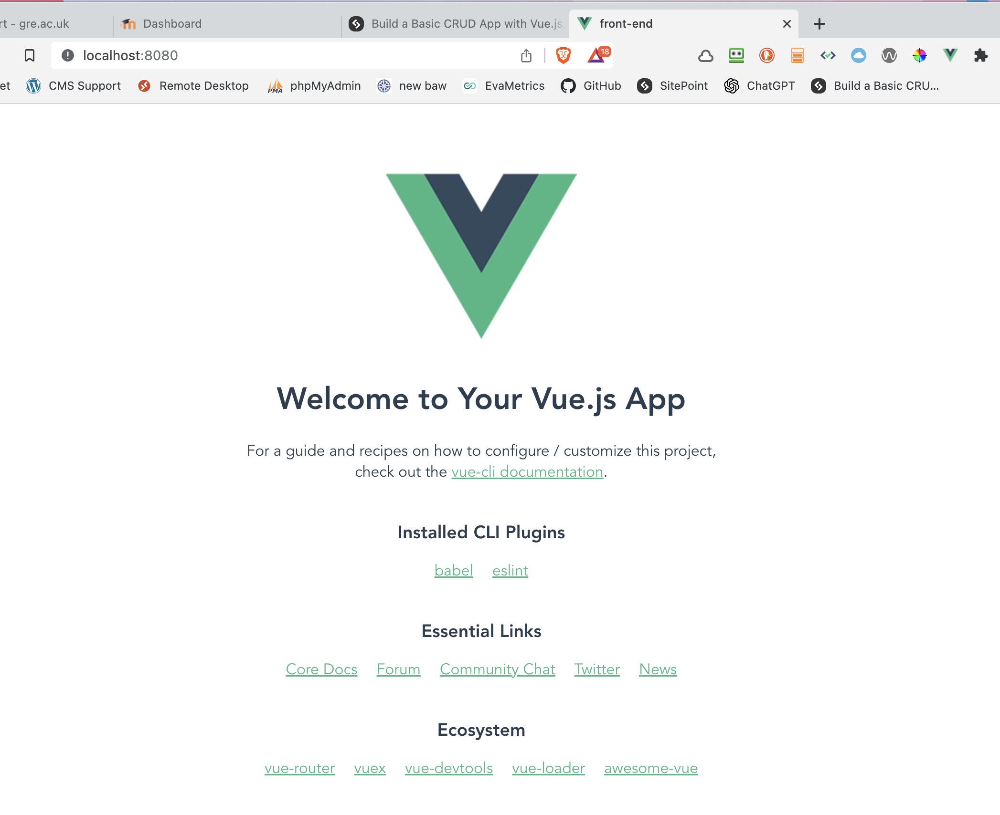 rt - gre.ac.uk
Dashboard
Build a Basic CRUD App with Vue.js,
front-end
localhost:8080
18
et
CMS Support
Remote Desktop
PMA
phpMyAdmin
new baw
EvaMetrics
GitHub
SitePoint
ChatGPT
Build a Basic CRU...
Welcome to Your Vue.js App
For a guide and recipes on how to configure / customize this project,
check out the vue-cli documentation.
Installed CLI Plugins
babel eslint
Essential Links
Core Docs Forum Community Chat Twitter News
Ecosystem
vue-router vuex vue-devtools vue-loader awesome-vue